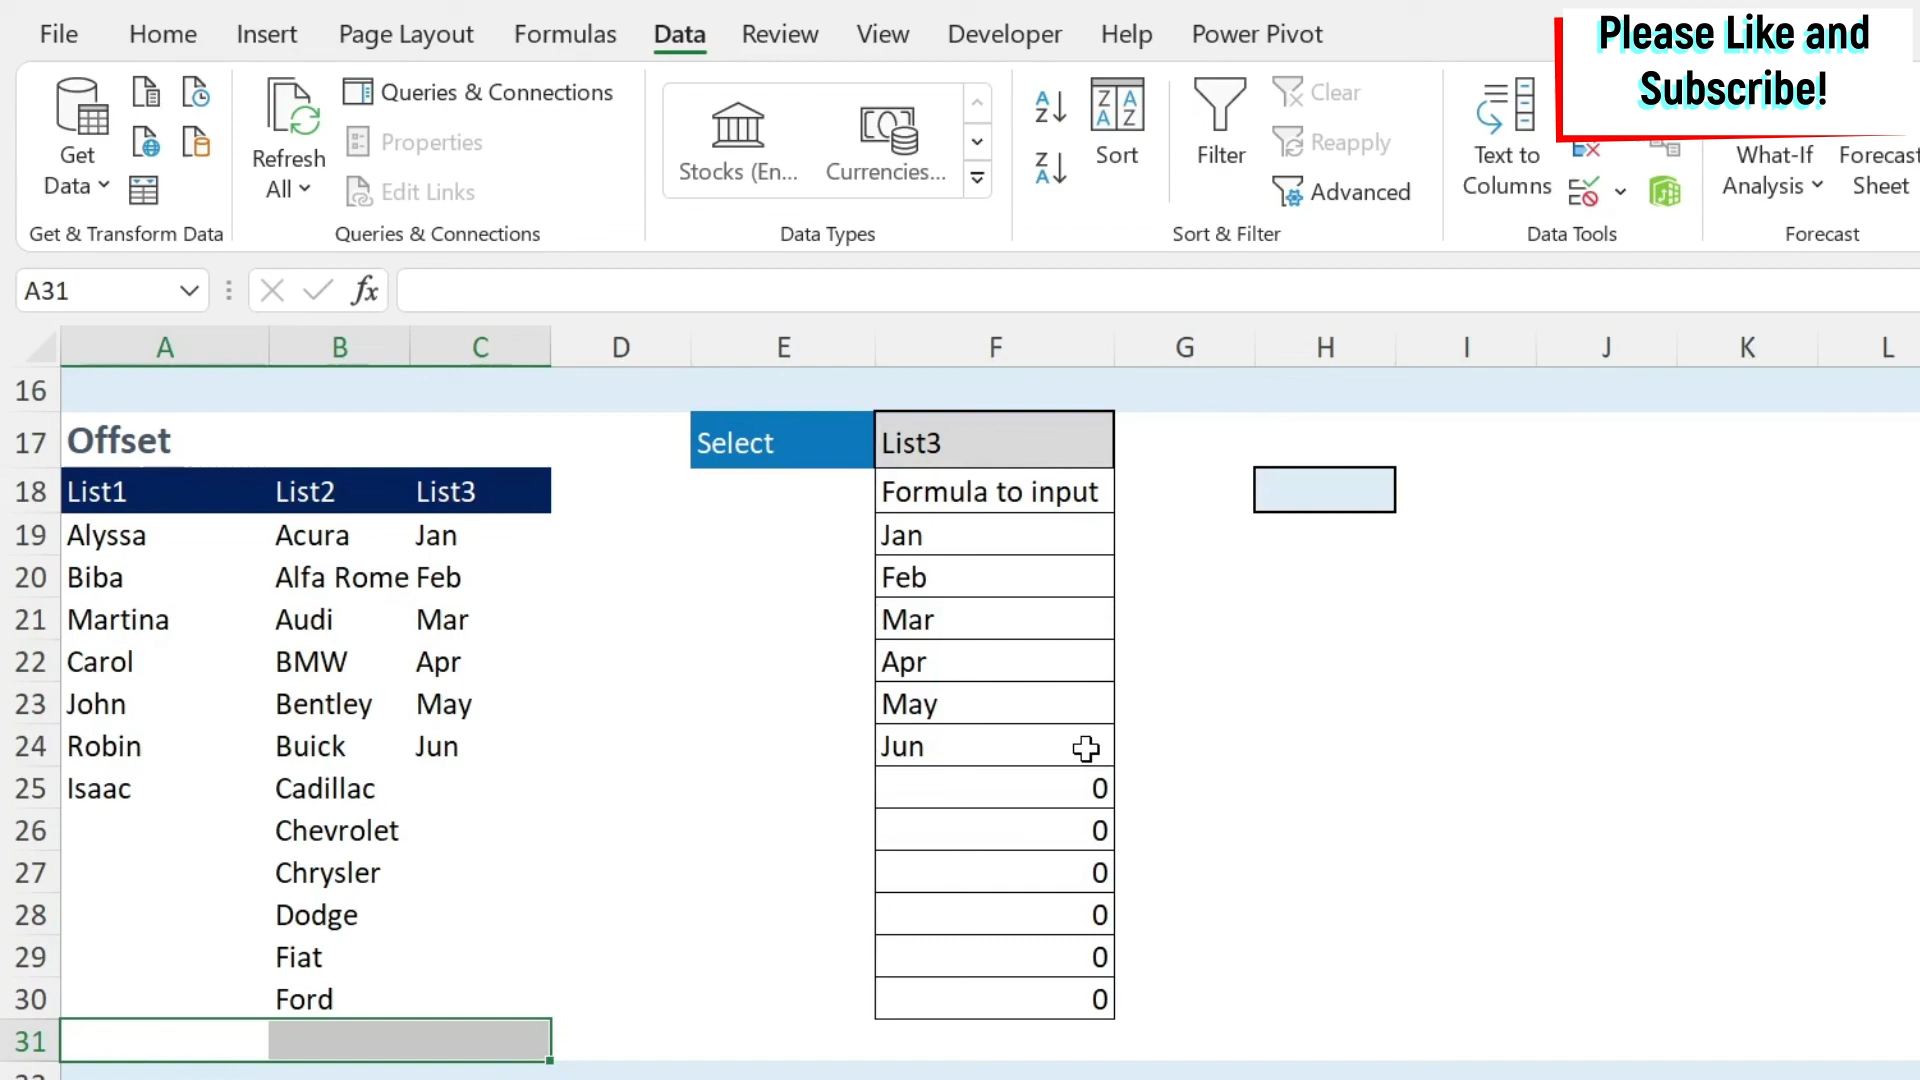 File Home Insert Page Layout Formulas Data Review View Developer Help Power Pivot
Please Like and
Subscribe!
Get
Data
Refresh
All
Queries & Connections
Properties
Edit Links
Stocks (En...
Currencies...
Sort
Filter
Clear
Reapply
Advanced
Text to
Columns
What-If
Analysis
Forecast
Sheet
Get & Transform Data
Queries & Connections
Data Types
Sort & Filter
Data Tools
Forecast
A31
fx
A B C D E F G H I J K L
16
17 Offset Select List3
18 List1 List2 List3 Formula to input
19 Alyssa Acura Jan Jan
20 Biba Alfa Rome Feb Feb
21 Martina Audi Mar Mar
22 Carol BMW Apr Apr
23 John Bentley May May
24 Robin Buick Jun Jun
25 Isaac Cadillac 0
26 Chevrolet 0
27 Chrysler 0
28 Dodge 0
29 Fiat 0
30 Ford 0
31